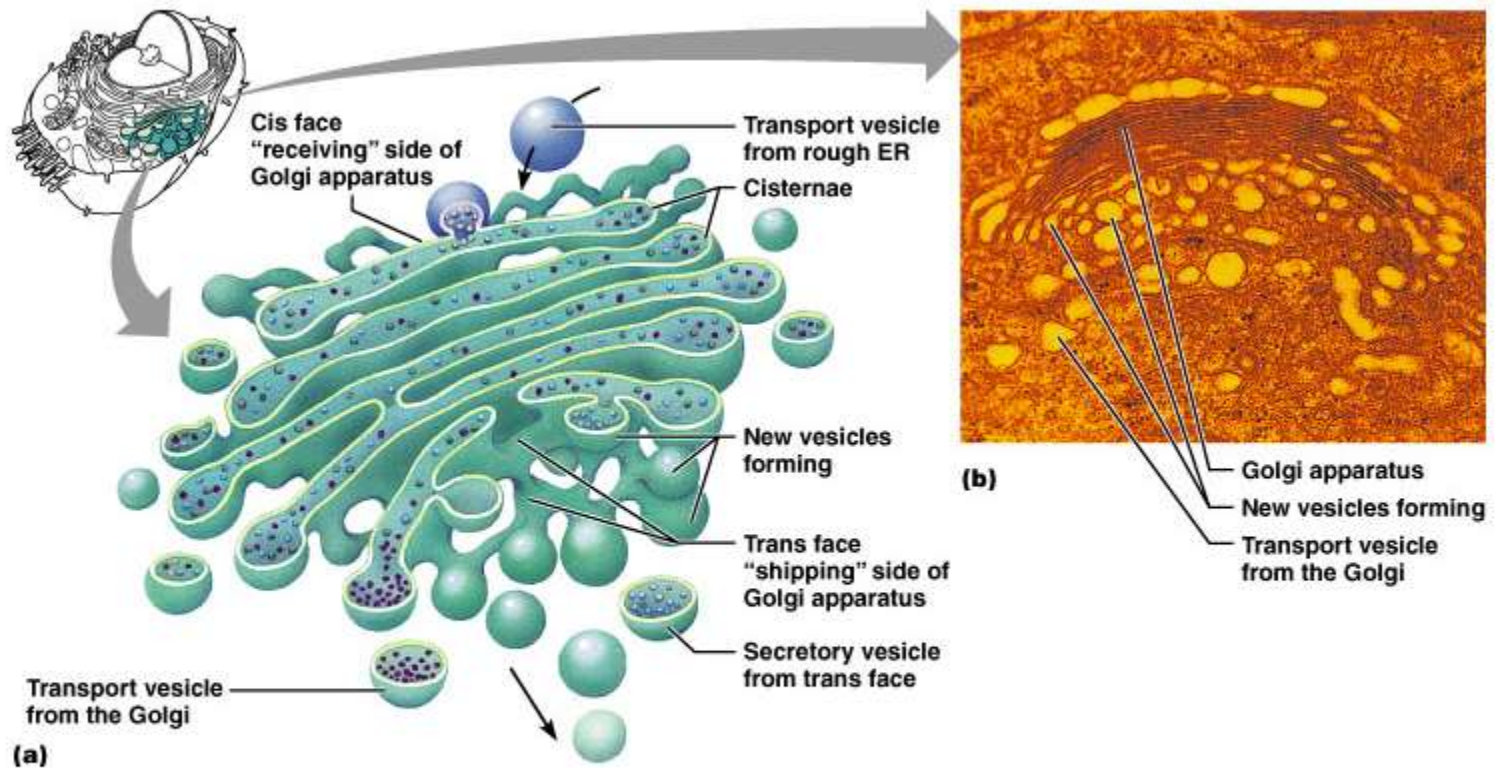 Cis face
“receiving” side of
Golgi apparatus
Transport vesicle
from rough ER
Cisternae
New vesicles
forming
Trans face
“shipping” side of
Golgi apparatus
Secretory vesicle
from trans face
Transport vesicle
from the Golgi
(a)
(b)
Golgi apparatus
New vesicles forming
Transport vesicle
from the Golgi